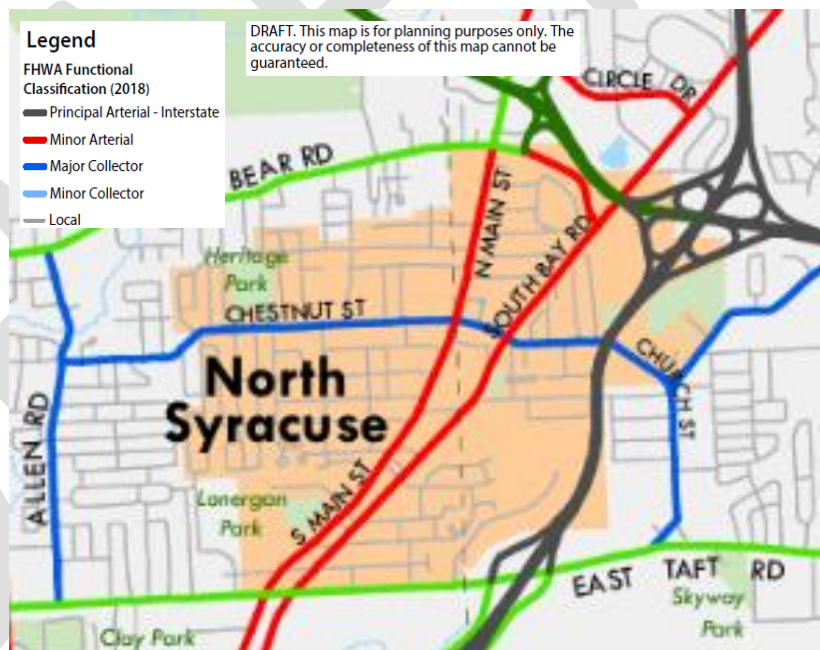 Legend
FHWA Functional
Classification (2018)
Principal Arterial - Interstate
Minor Arterial
Major Collector
Minor Collector
Local
DRAFT. This map is for planning purposes only. The
accuracy or completeness of this map cannot be
guaranteed.
CIRCLE DR
BEAR RD
N MAIN ST
SOUTH BAY RD
Heritage
Park
CHESTNUT ST
CHURCH ST
North
Syracuse
ALLEN RD
Lonergan
Park
S MAIN ST
EAST TAFT RD
Skyway
Park
Clay Park